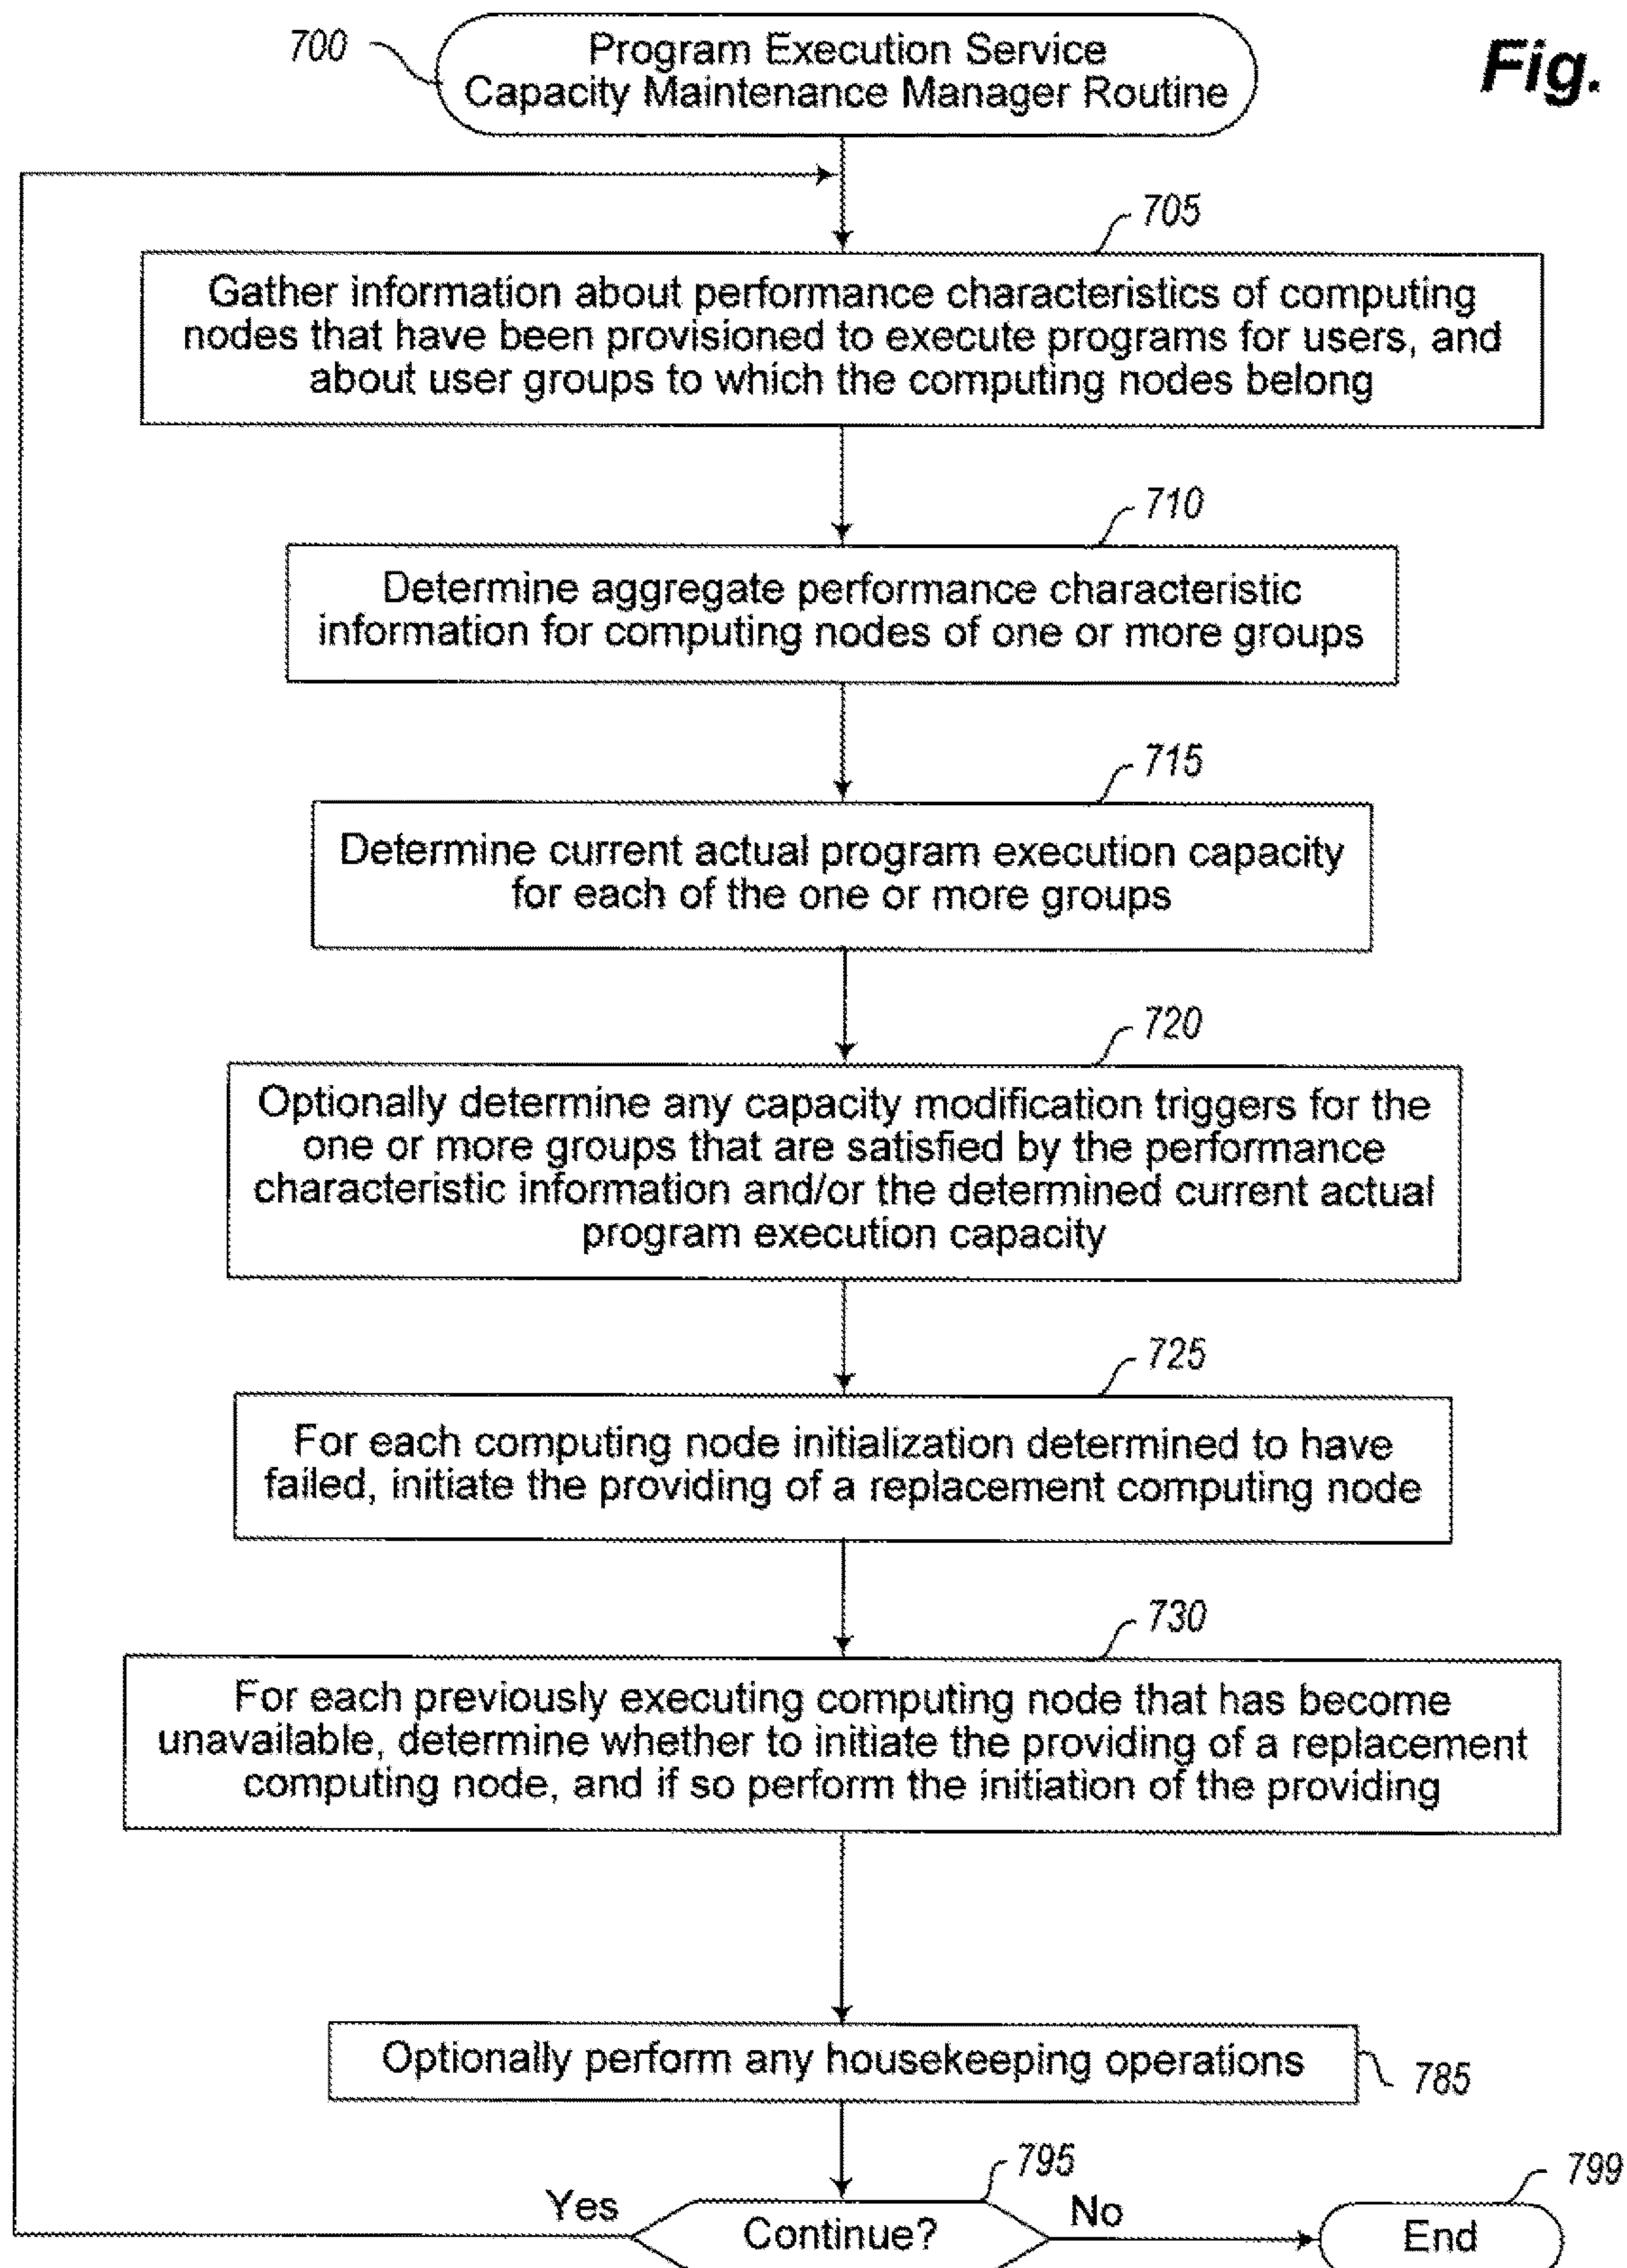 700
Program Execution Service
Capacity Maintenance Manager Routine
Fig.
705
Gather information about performance characteristics of computing
nodes that have been provisioned to execute programs for users, and
about user groups to which the computing nodes belong
710
Determine aggregate performance characteristic
information for computing nodes of one or more groups
715
Determine current actual program execution capacity
for each of the one or more groups
720
Optionally determine any capacity modification triggers for the
one or more groups that are satisfied by the performance
characteristic information and/or the determined current actual
program execution capacity
725
For each computing node initialization determined to have
failed, initiate the providing of a replacement computing node
730
For each previously executing computing node that has become
unavailable, determine whether to initiate the providing of a replacement
computing node, and if so perform the initiation of the providing
Optionally perform any housekeeping operations
785
795
799
Yes
Continue?
No
End